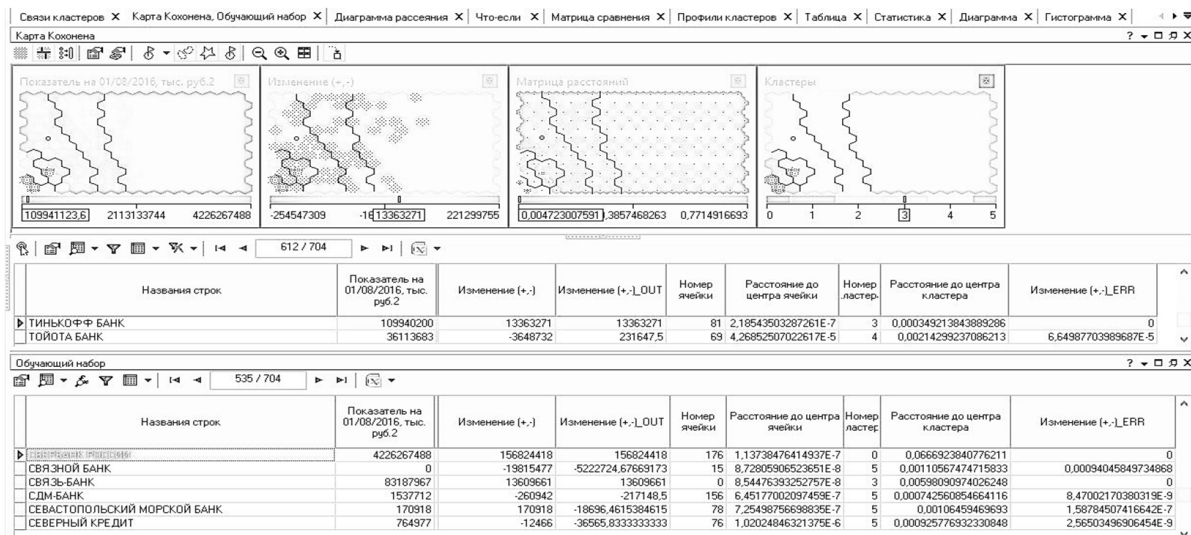 Связи кластеров X Карта Кохонена, Обучающий набор X Диаграмма рассеяния X Что-если X Матрица сравнения X Профили кластеров X Таблица X Статистика X Диаграмма X Гистограмма X
Карта Кохонена
Показатель на 01/08/2016, тыс. руб.2 Изменение (+,-) Матрица расстояний Кластеры
109941123,6 2113133744 4226267488 -254547309 -16 13363271 221299755 0,004723007591 ,3857468263 0,7714916693 0 1 2 3 4 5
612 / 704
Названия строк Показатель на 01/08/2016, тыс. руб.2 Изменение (+,-) Изменение (+,-)_OUT Номер ячейки Расстояние до центра ячейки Номер ластер. Расстояние до центра кластера Изменение (+,-)_ERR
ТИНЬКОФФ БАНК 109940200 13363271 13363271 81 2,18543503287261E-7 3 0,000349213843889286 0
ТОЙОТА БАНК 36113683 -3648732 231647,5 69 4,26852507022617E-5 4 0,00214299237086213 6,64987703989687E-5
Обучающий набор
535 / 704
Названия строк Показатель на 01/08/2016, тыс. руб.2 Изменение (+,-) Изменение (+,-)_OUT Номер ячейки Расстояние до центра ячейки Номер ластер Расстояние до центра кластера Изменение (+,-)_ERR
СБЕРБАНК РОССИИ 4226267488 156824418 156824418 176 1,13738476414937E-7 0 0,0666923840776211 0
СВЯЗНОЙ БАНК 0 -19815477 -5222724,67669173 15 8,72805906523651E-8 5 0,00110567474715833 0,00094045849734868
СВЯЗЬ-БАНК 83187967 13609661 13609661 0 8,54476393252757E-8 3 0,00598090974026248 0
СДМ-БАНК 1537712 -260942 -217148,5 156 6,45177002097459E-7 5 0,000742560854664116 8,47002170380319E-9
СЕВАСТОПОЛЬСКИЙ МОРСКОЙ БАНК 170918 170918 -18696,4615384615 78 7,25498756698835E-7 5 0,00106459469693 1,58784507416642E-7
СЕВЕРНЫЙ КРЕДИТ 764977 -12466 -36565,8333333333 76 1,02024846321375E-6 5 0,000925776932330848 2,56503496906454E-9